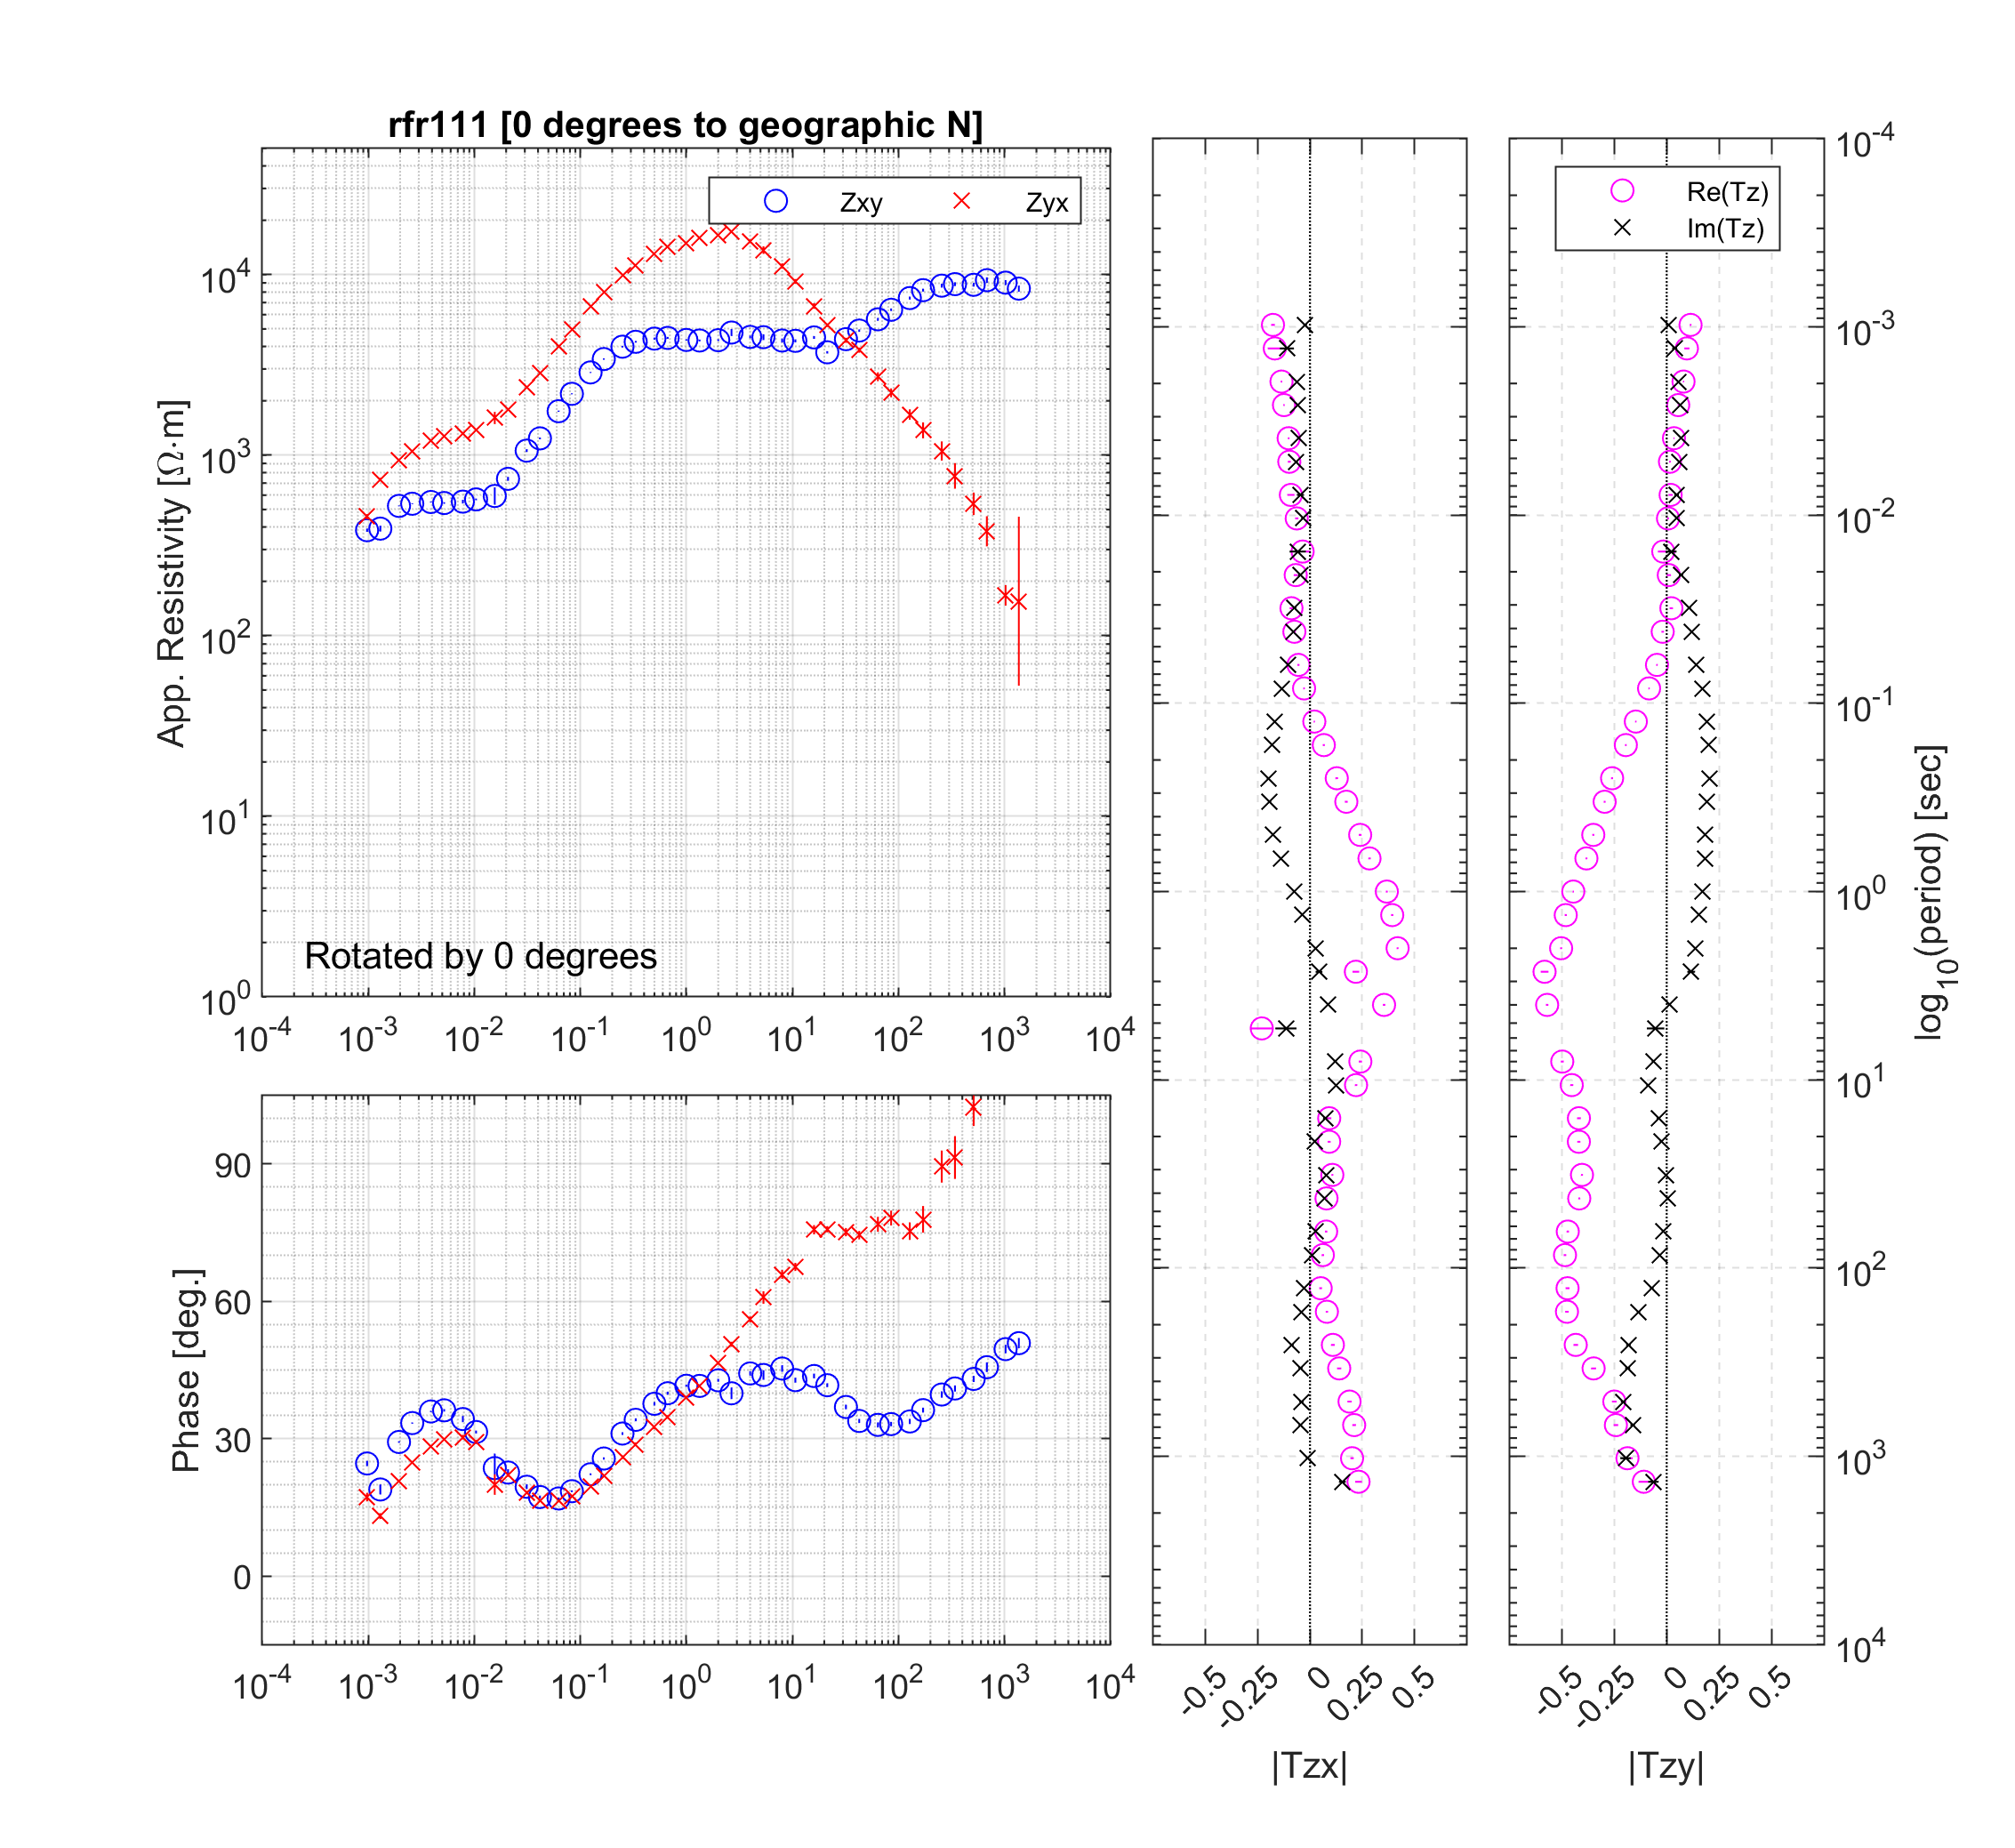 rfr111 [0 degrees to geographic N]
Zxy Zyx
App. Resistivity [Ω·m]
10^4
10^3
10^2
10^1
10^0
Rotated by 0 degrees
10^-4 10^-3 10^-2 10^-1 10^0 10^1 10^2 10^3 10^4
Phase [deg.]
90
60
30
0
10^-4 10^-3 10^-2 10^-1 10^0 10^1 10^2 10^3 10^4
-0.5 -0.25 0 0.25 0.5
|Tzx|
Re(Tz)
Im(Tz)
-0.5 -0.25 0 0.25 0.5
|Tzy|
10^-4
10^-3
10^-2
10^-1
10^0
10^1
10^2
10^3
10^4
log_10(period) [sec]